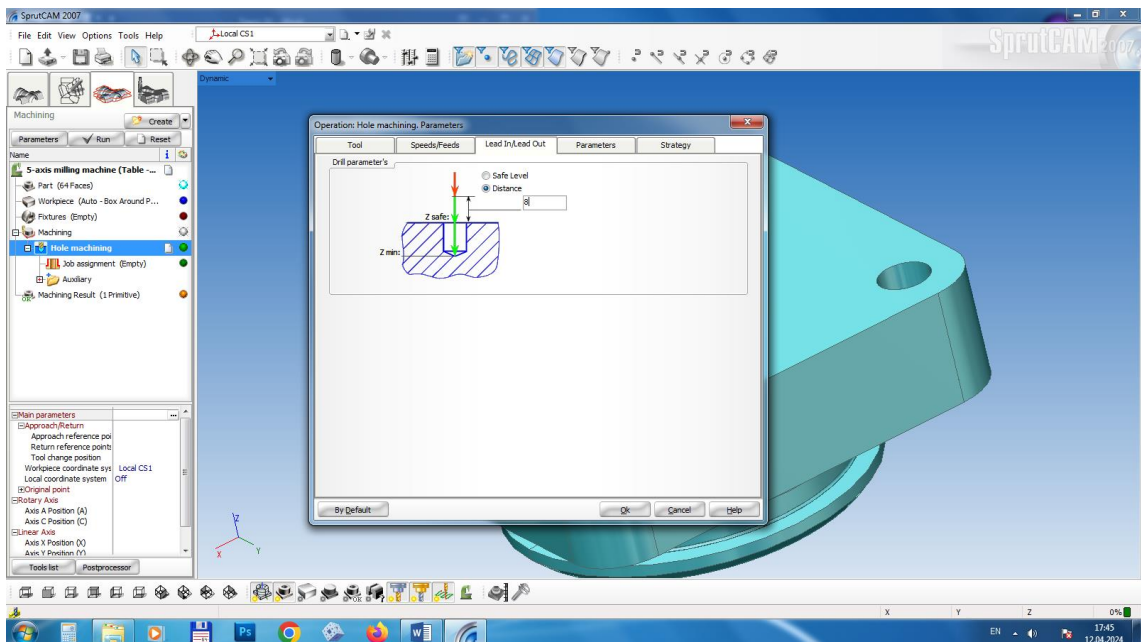 SprutCAM 2007
File Edit View Options Tools Help
Local CS1
SprutCAM 2007
Dynamic
Machining
Create
Parameters Run Reset
Name
5-axis milling machine (Table -...
Part (64 Faces)
Workpiece (Auto - Box Around P...
Fixtures (Empty)
Machining
Hole machining
Job assignment (Empty)
Auxiliary
Machining Result (1 Primitive)
Main parameters
Approach/Return
Approach reference poi
Return reference points
Tool change position
Workpiece coordinate sys Local CS1
Local coordinate system Off
Original point
Rotary Axis
Axis A Position (A)
Axis C Position (C)
Linear Axis
Axis X Position (X)
Axis Y Position (Y)
Tools list Postprocessor
Operation: Hole machining. Parameters
Tool Speeds/Feeds Lead In/Lead Out Parameters Strategy
Drill parameter's
Safe Level
Distance
8
Z safe:
Z min:
By Default Ok Cancel Help
Z
X Y
X Y Z 0%
EN 17:45
12.04.2024